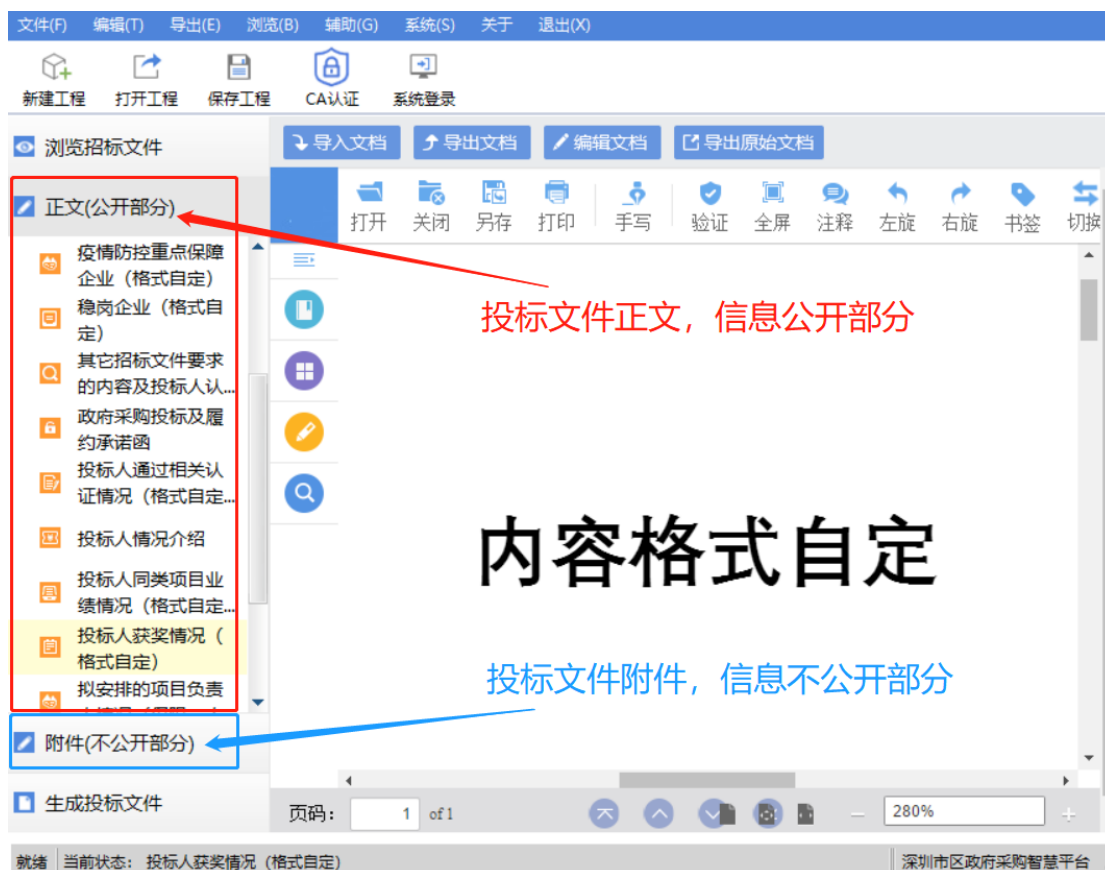 文件(F) 编辑(T) 导出(E) 浏览(B) 辅助(G) 系统(S) 关于 退出(X)
新建工程 打开工程 保存工程 CA认证 系统登录
浏览招标文件
导入文档 导出文档 编辑文档 导出原始文档
正文(公开部分)
打开 关闭 另存 打印 手写 验证 全屏 注释 左旋 右旋 书签 切换
疫情防控重点保障
企业（格式自定）
稳岗企业（格式自
定）
其它招标文件要求
的内容及投标人认...
政府采购投标及履
约承诺函
投标人通过相关认
证情况（格式自定...
投标人情况介绍
投标人同类项目业
绩情况（格式自定...
投标人获奖情况（
格式自定）
拟安排的项目负责
投标文件正文，信息公开部分
内容格式自定
投标文件附件，信息不公开部分
附件(不公开部分)
生成投标文件
页码： 1 of 1 280%
就绪 当前状态： 投标人获奖情况（格式自定） 深圳市区政府采购智慧平台